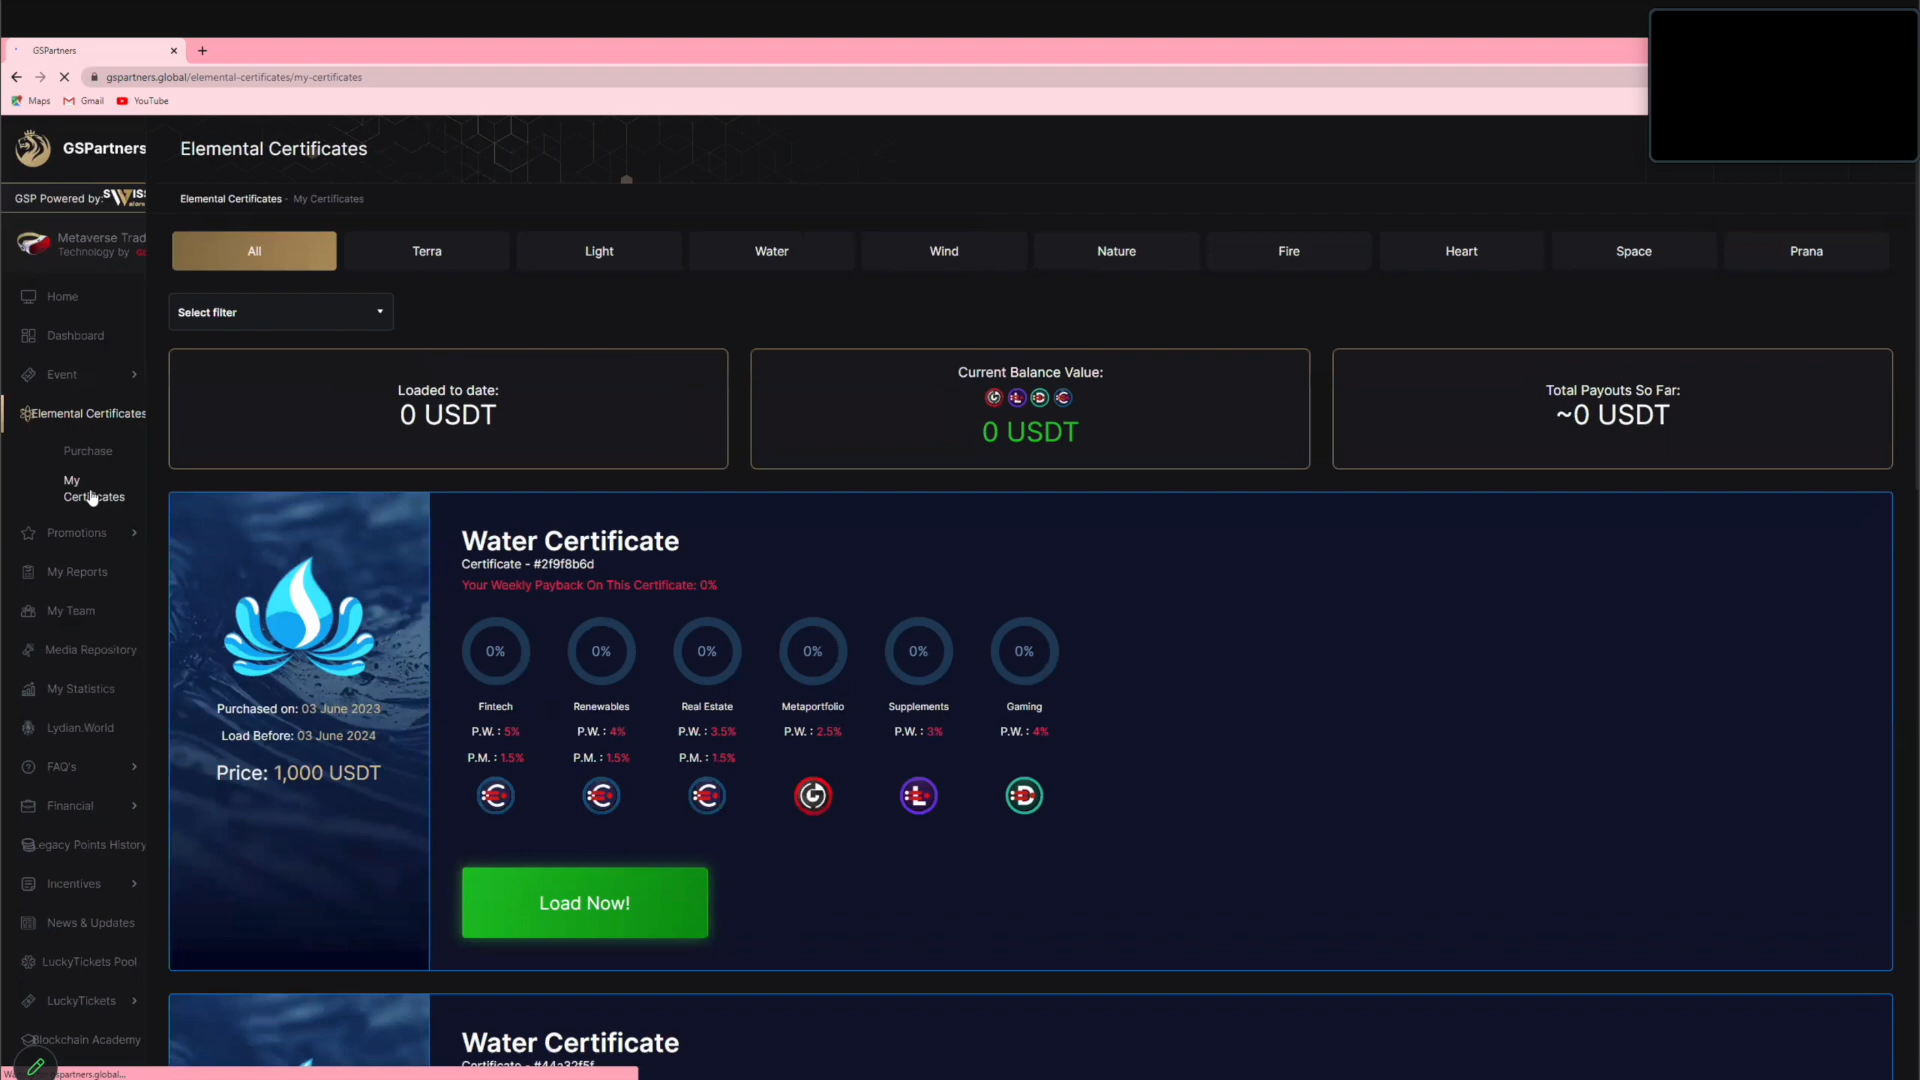 GSPartners
gspartners.global/elemental-certificates/my-certificates
Maps Gmail YouTube
GSPartners
Elemental Certificates
GSP Powered by: SWISS
Elemental Certificates - My Certificates
Metaverse Trad
Technology by
All Terra Light Water Wind Nature Fire Heart Space Prana
Home
Select filter
Dashboard
Event
Elemental Certificates
Purchase
My
Certificates
Promotions
My Reports
My Team
Media Repository
My Statistics
Lydian.World
FAQ's
Financial
Legacy Points History
Incentives
News & Updates
LuckyTickets Pool
LuckyTickets
Blockchain Academy
Loaded to date:
0 USDT
Current Balance Value:
0 USDT
Total Payouts So Far:
~0 USDT
Purchased on: 03 June 2023
Load Before: 03 June 2024
Price: 1,000 USDT
Water Certificate
Certificate - #2f9f8b6d
Your Weekly Payback On This Certificate: 0%
0% 0% 0% 0% 0% 0%
Fintech Renewables Real Estate Metaportfolio Supplements Gaming
P.W. : 5% P.W. : 4% P.W. : 3.5% P.W. : 2.5% P.W. : 3% P.W. : 4%
P.M. : 1.5% P.M. : 1.5% P.M. : 1.5%
Load Now!
Water Certificate
Certificate - #44a32f5f